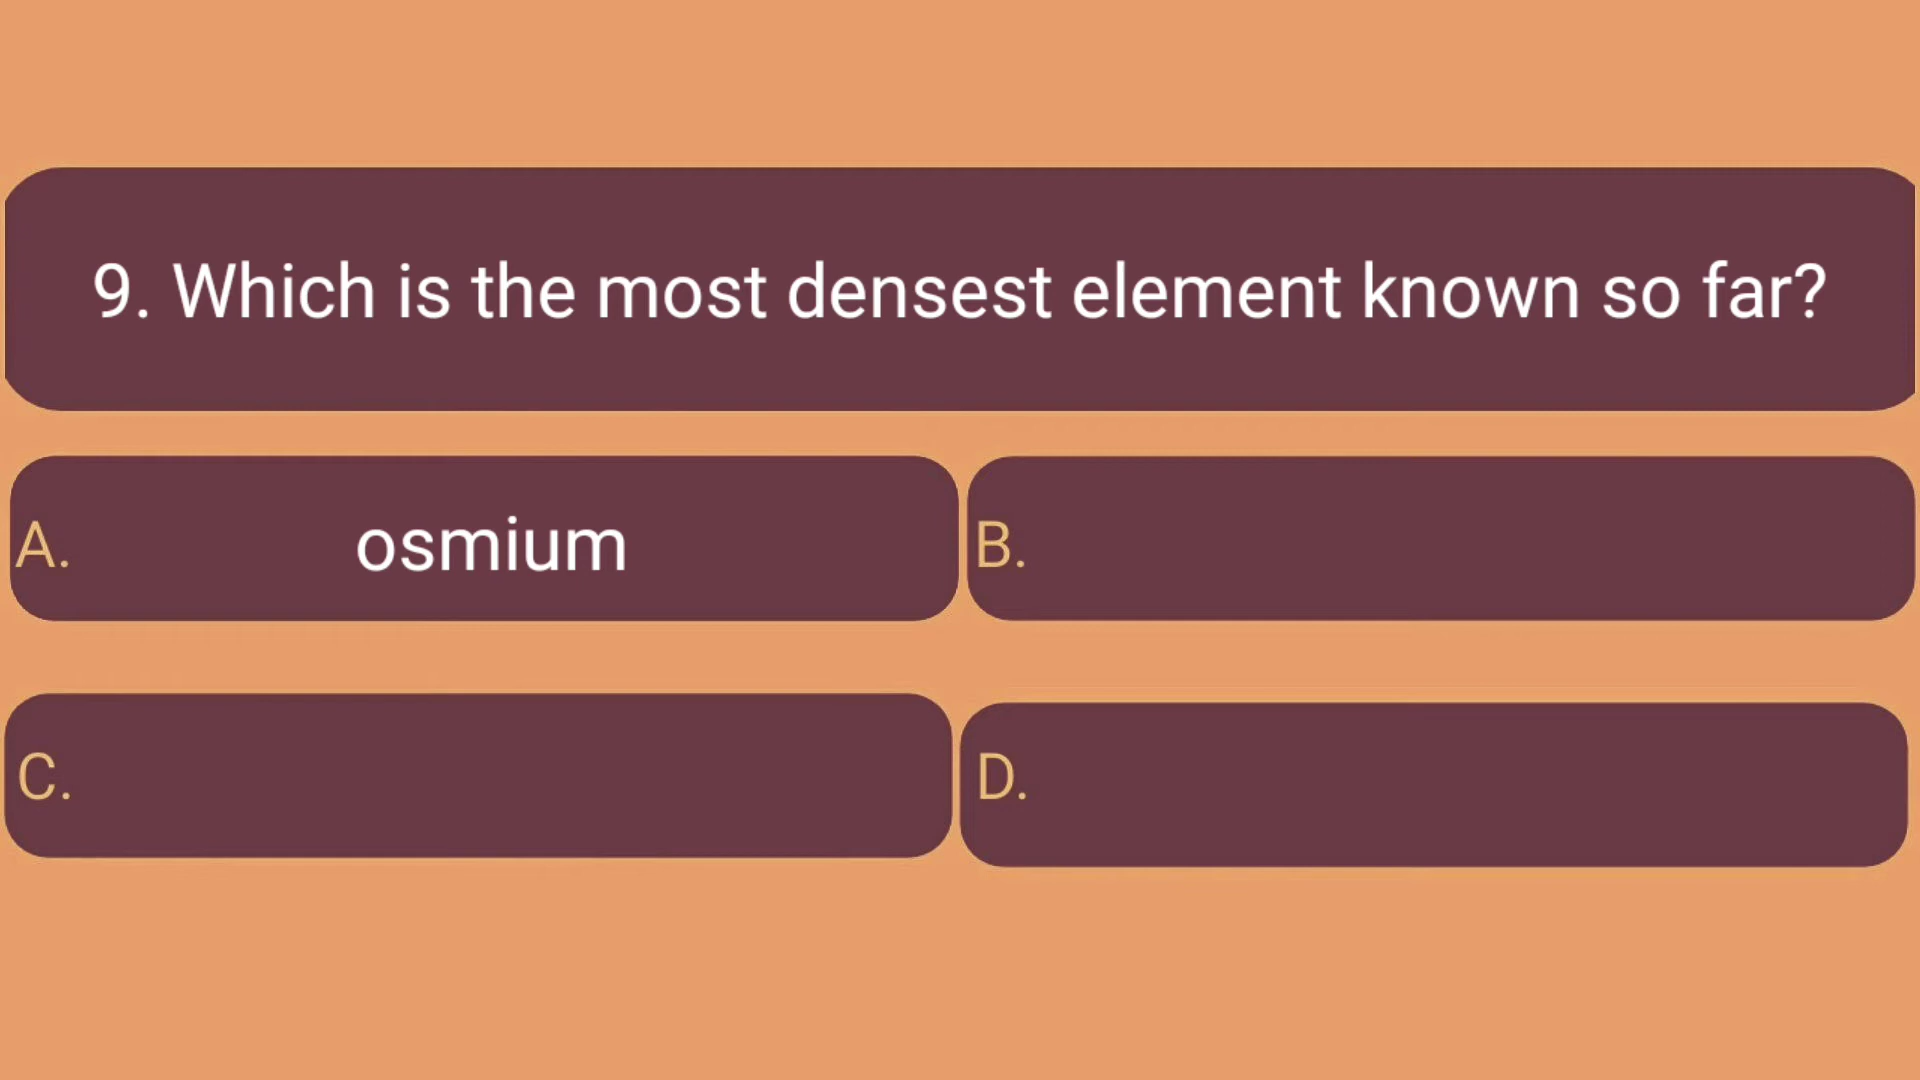 9. Which is the most densest element known so far?
A. osmium
B.
C.
D.